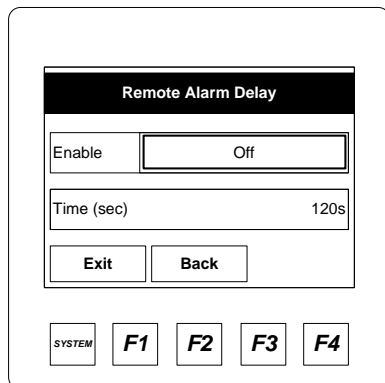 Remote Alarm Delay
Enable Off
Time (sec) 120s
Exit Back
SYSTEM F1 F2 F3 F4